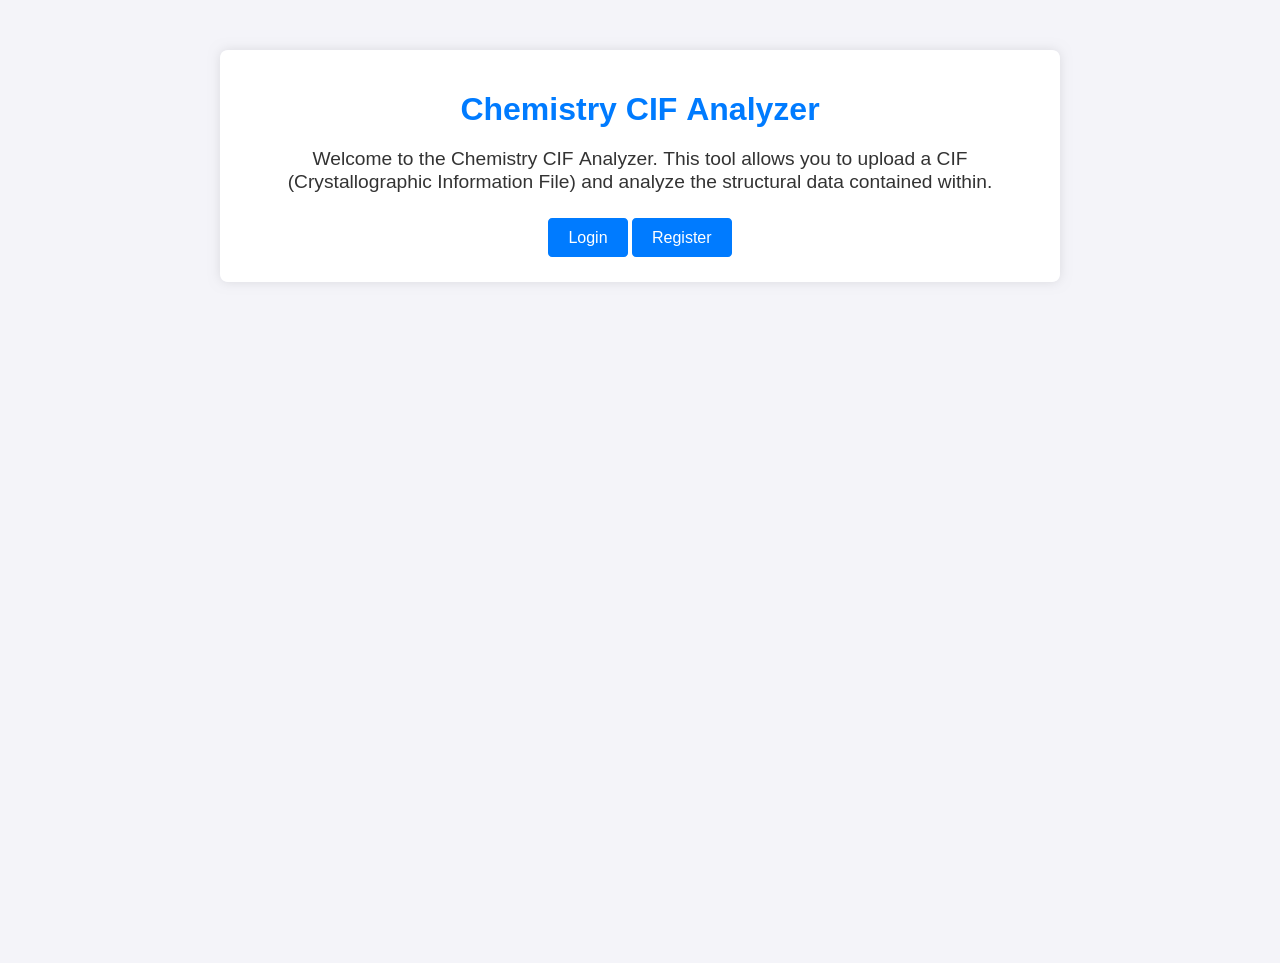 Chemistry CIF Analyzer
Welcome to the Chemistry CIF Analyzer. This tool allows you to upload a CIF
(Crystallographic Information File) and analyze the structural data contained within.
Login Register